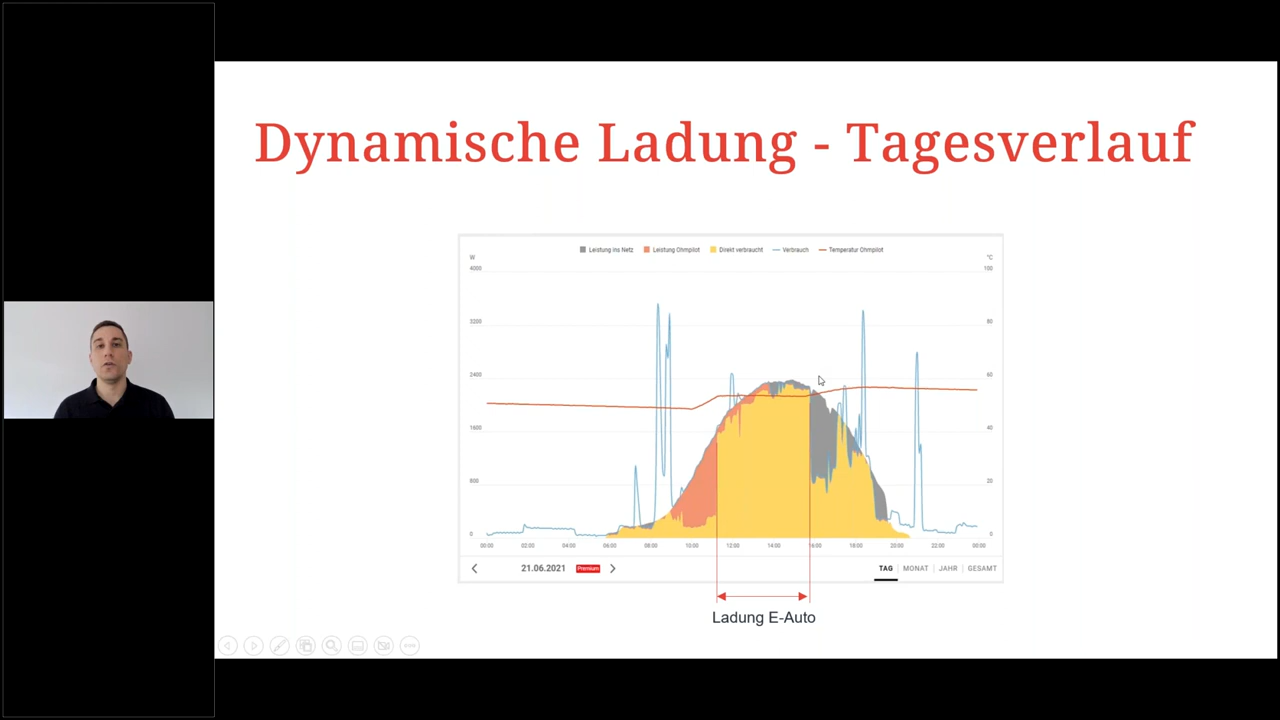 Dynamische Ladung - Tagesverlauf
Leistung ins Netz Leistung Ohmpilot Direkt verbraucht Verbrauch Temperatur Ohmpilot
W °C
4000 100
3200 80
2400 60
1600 40
800 20
0 0
00:00 02:00 04:00 06:00 08:00 10:00 12:00 14:00 16:00 18:00 20:00 22:00 00:00
21.06.2021 Premium TAG MONAT JAHR GESAMT
Ladung E-Auto